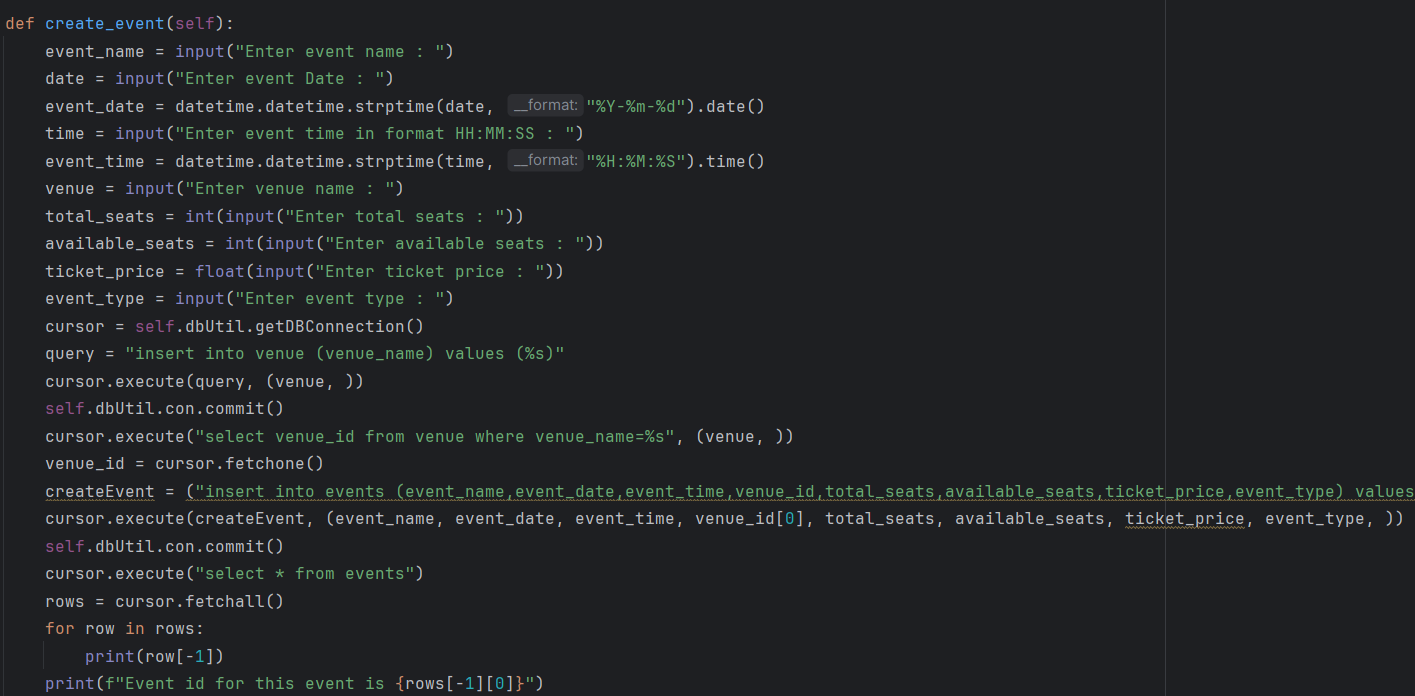 def create_event(self):
    event_name = input("Enter event name : ")
    date = input("Enter event Date : ")
    event_date = datetime.datetime.strptime(date, __format: "%Y-%m-%d").date()
    time = input("Enter event time in format HH:MM:SS : ")
    event_time = datetime.datetime.strptime(time, __format: "%H:%M:%S").time()
    venue = input("Enter venue name : ")
    total_seats = int(input("Enter total seats : "))
    available_seats = int(input("Enter available seats : "))
    ticket_price = float(input("Enter ticket price : "))
    event_type = input("Enter event type : ")
    cursor = self.dbUtil.getDBConnection()
    query = "insert into venue (venue_name) values (%s)"
    cursor.execute(query, (venue, ))
    self.dbUtil.con.commit()
    cursor.execute("select venue_id from venue where venue_name=%s", (venue, ))
    venue_id = cursor.fetchone()
    createEvent = ("insert into events (event_name,event_date,event_time,venue_id,total_seats,available_seats,ticket_price,event_type) values
    cursor.execute(createEvent, (event_name, event_date, event_time, venue_id[0], total_seats, available_seats, ticket_price, event_type, ))
    self.dbUtil.con.commit()
    cursor.execute("select * from events")
    rows = cursor.fetchall()
    for row in rows:
        print(row[-1])
    print(f"Event id for this event is {rows[-1][0]}")